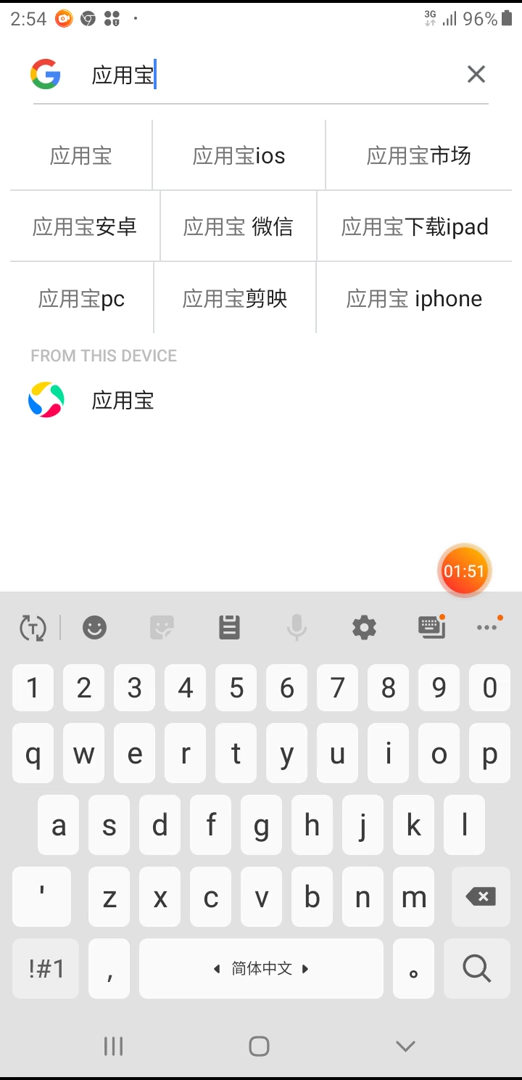 2:54 3G 96%
应用宝
应用宝 应用宝ios 应用宝市场
应用宝安卓 应用宝 微信 应用宝下载ipad
应用宝pc 应用宝剪映 应用宝 iphone
FROM THIS DEVICE
应用宝
01:51
T
1 2 3 4 5 6 7 8 9 0
q w e r t y u i o p
a s d f g h j k l
' z x c v b n m
!#1 , 简体中文 。